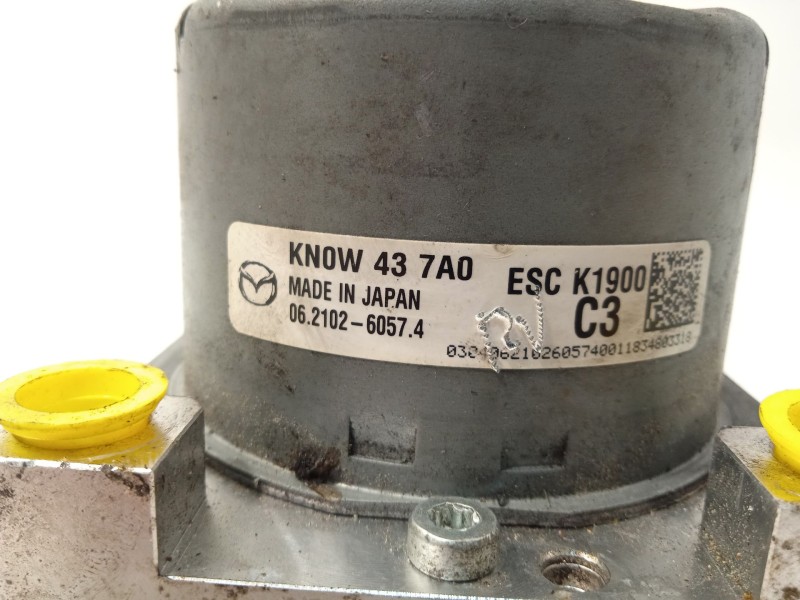 KN0W 43 7A0
MADE IN JAPAN
06.2102-6057.4
ESC K1900
C3